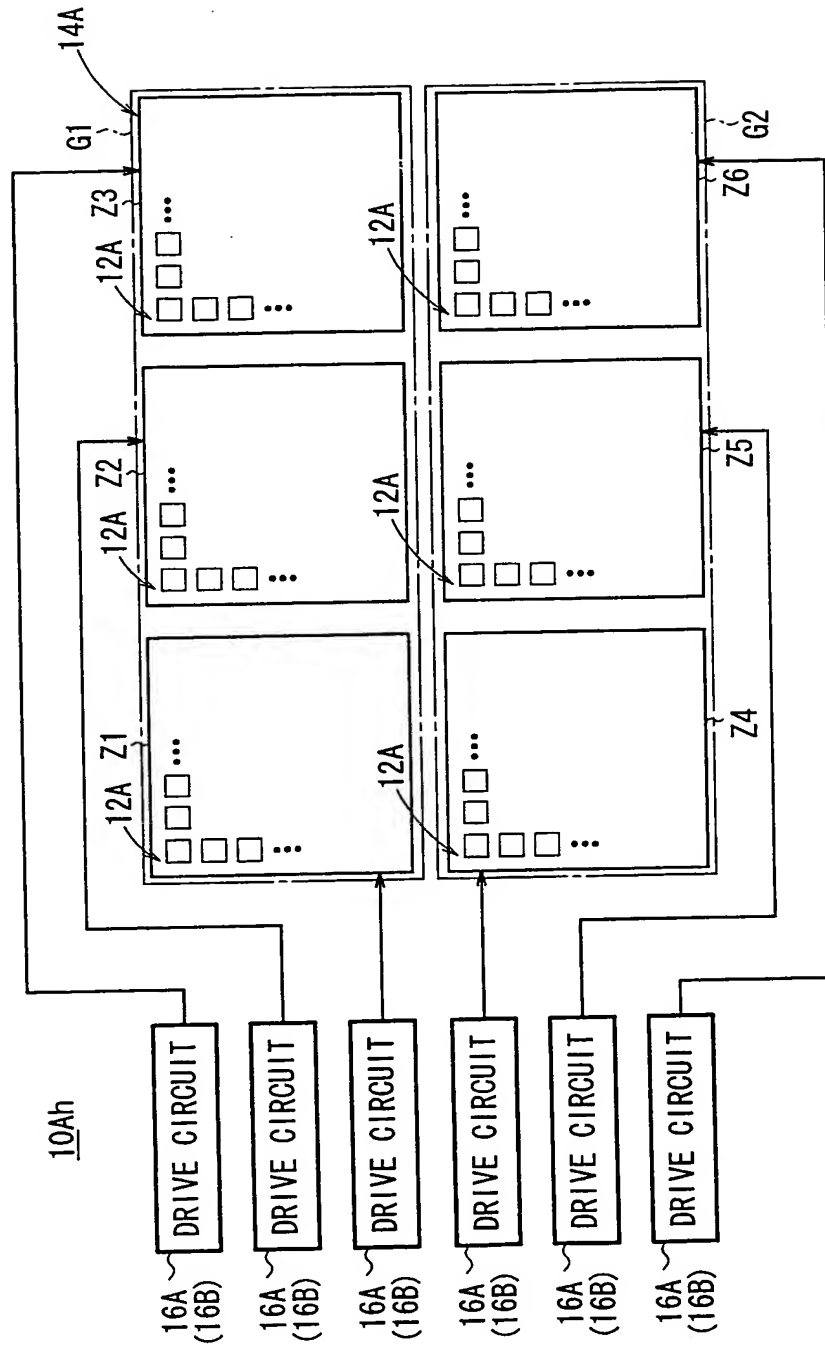 10Ah
14A
G1
Z3
Z2
Z1
12A
...
12A
...
12A
...
...
...
...
12A
...
12A
...
12A
...
...
...
...
Z4
Z5
Z6
G2
16A
(16B)
DRIVE CIRCUIT
16A
(16B)
DRIVE CIRCUIT
16A
(16B)
DRIVE CIRCUIT
16A
(16B)
DRIVE CIRCUIT
16A
(16B)
DRIVE CIRCUIT
16A
(16B)
DRIVE CIRCUIT